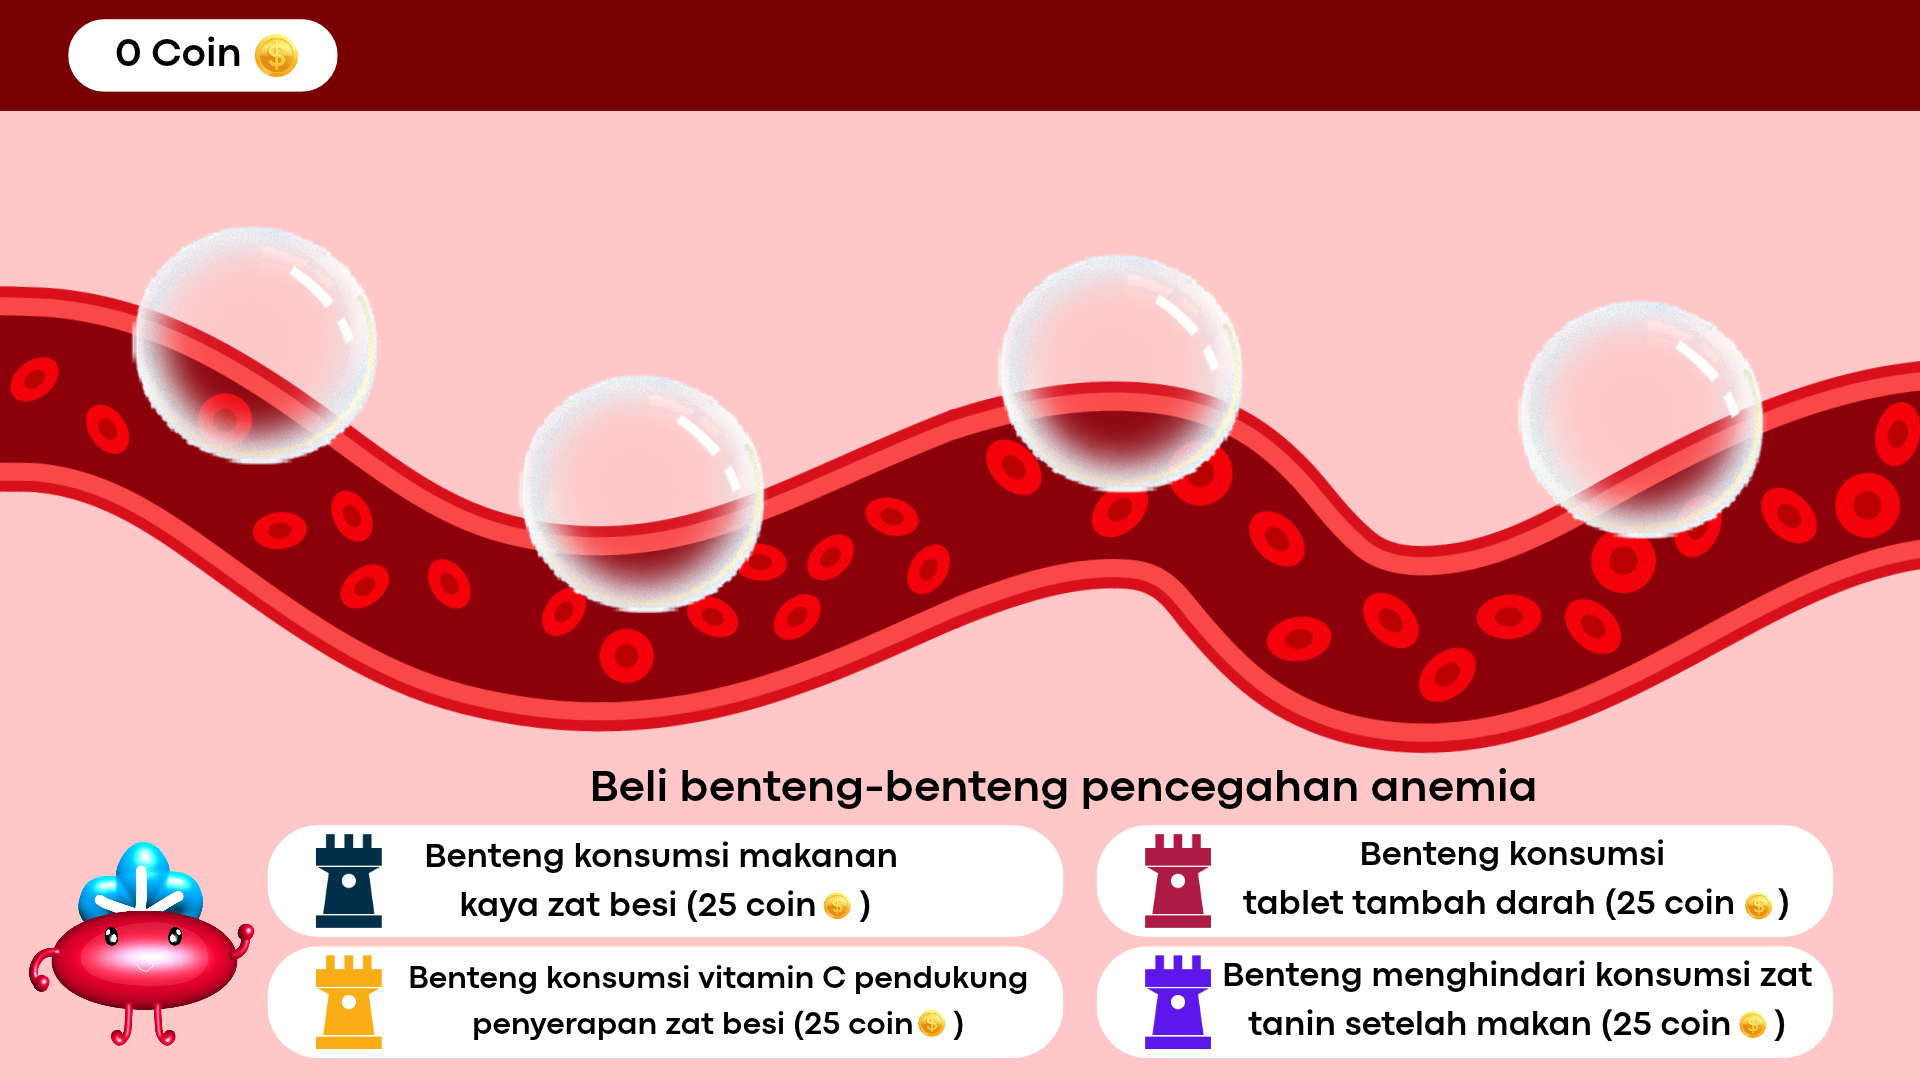 0 Coin
Beli benteng-benteng pencegahan anemia
Benteng konsumsi makanan
kaya zat besi (25 coin )
Benteng konsumsi
tablet tambah darah (25 coin )
Benteng konsumsi vitamin C pendukung
penyerapan zat besi (25 coin )
Benteng menghindari konsumsi zat
tanin setelah makan (25 coin )